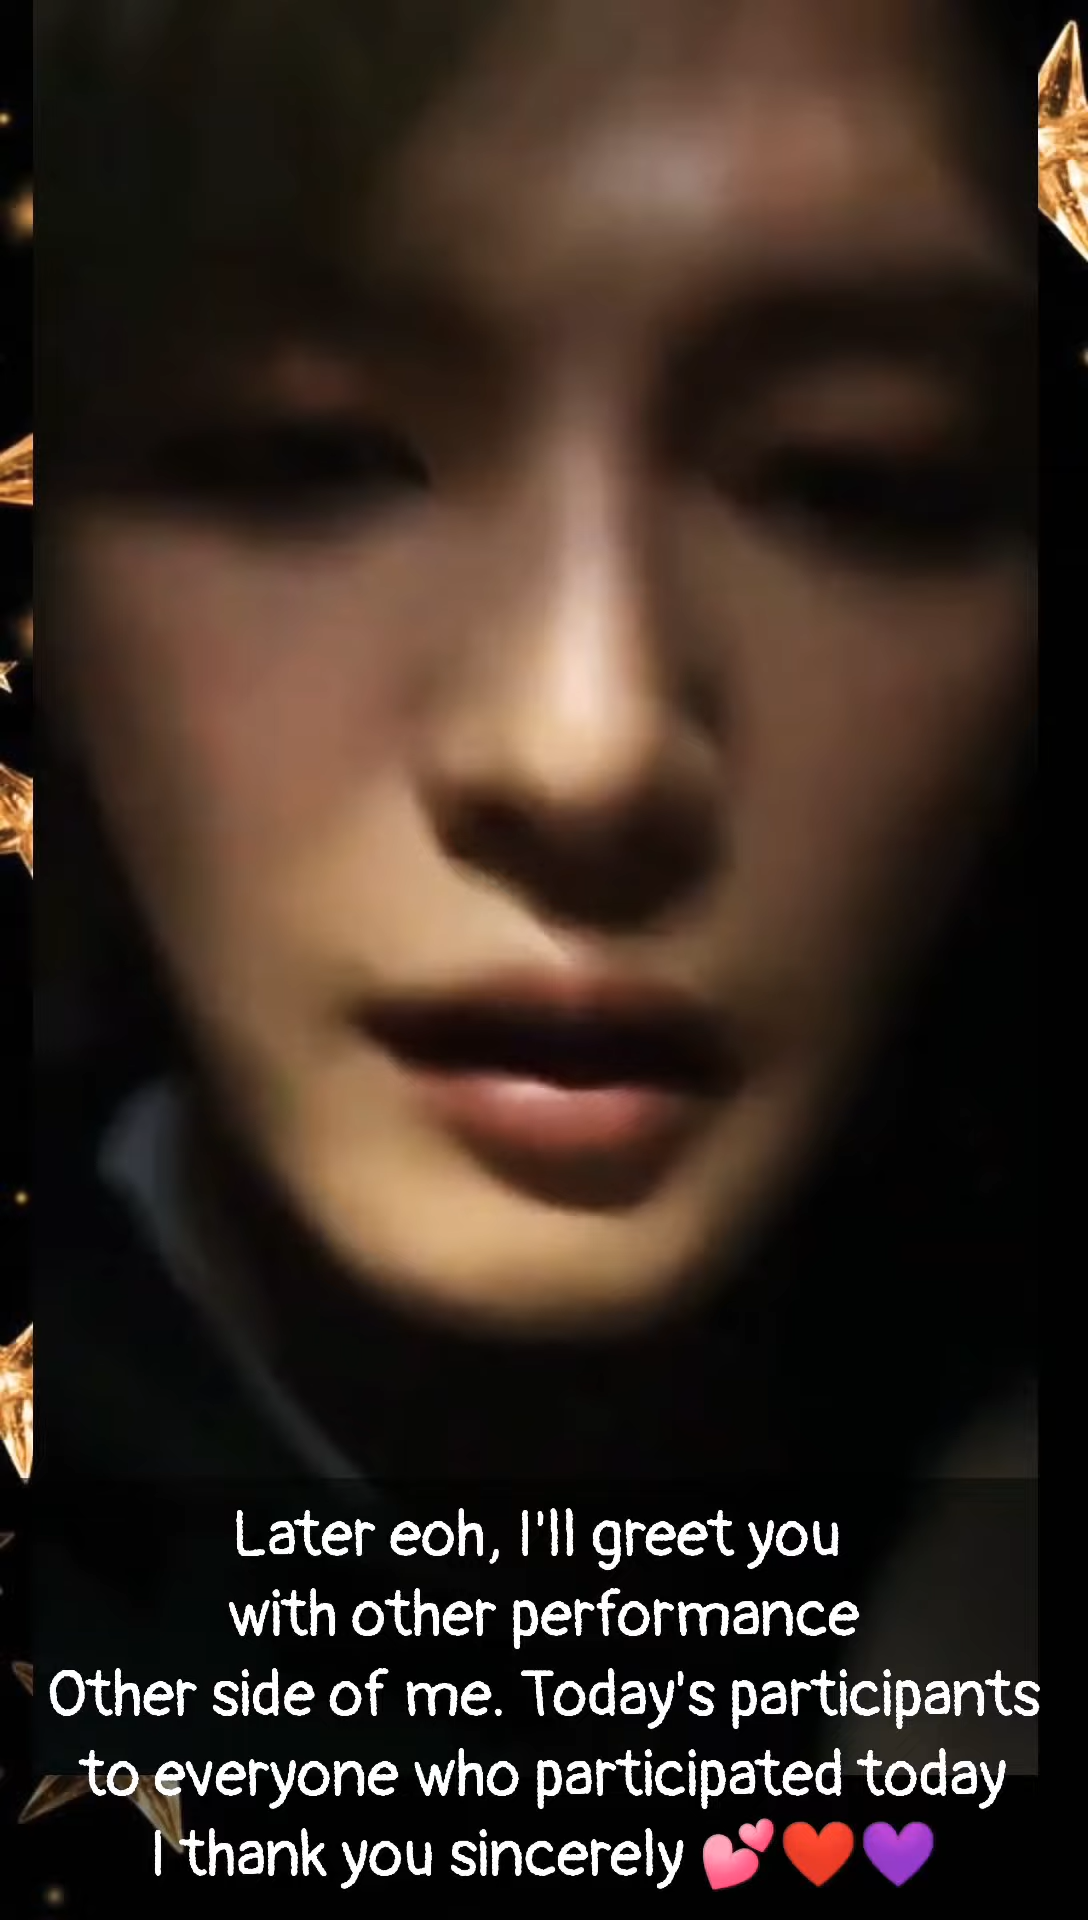 Later eoh, I'll greet you
with other performance
Other side of me. Today's participants
to everyone who participated today
I thank you sincerely 💕❤️💜